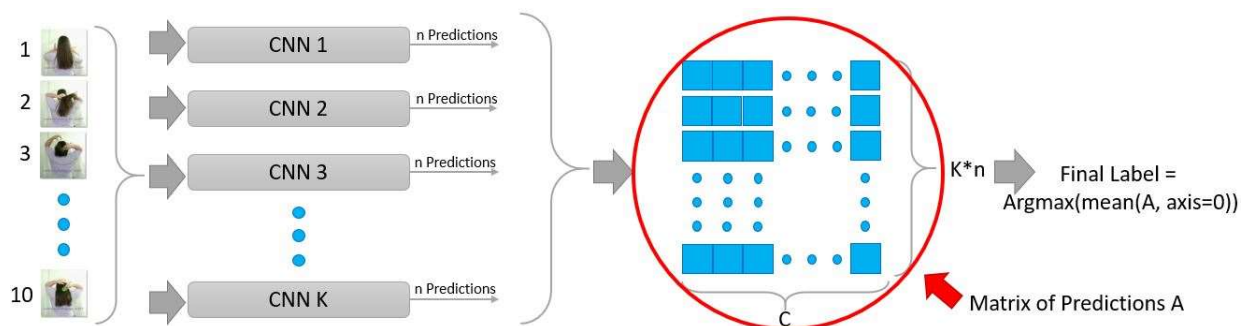 1
2
3
10
CNN 1
n Predictions
CNN 2
n Predictions
CNN 3
n Predictions
CNN K
n Predictions
K*n
C
Matrix of Predictions A
Final Label =
Argmax(mean(A, axis=0))